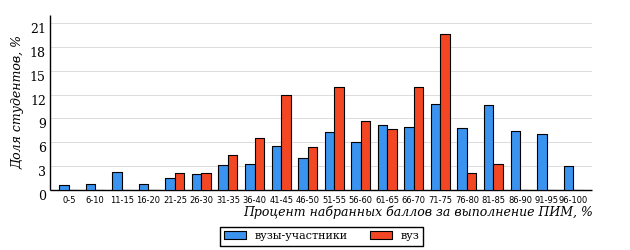 Доля студентов, %
21
18
15
12
9
6
3
0
0-5 6-10 11-15 16-20 21-25 26-30 31-35 36-40 41-45 46-50 51-55 56-60 61-65 66-70 71-75 76-80 81-85 86-90 91-95 96-100
Процент набранных баллов за выполнение ПИМ, %
вузы-участники вуз